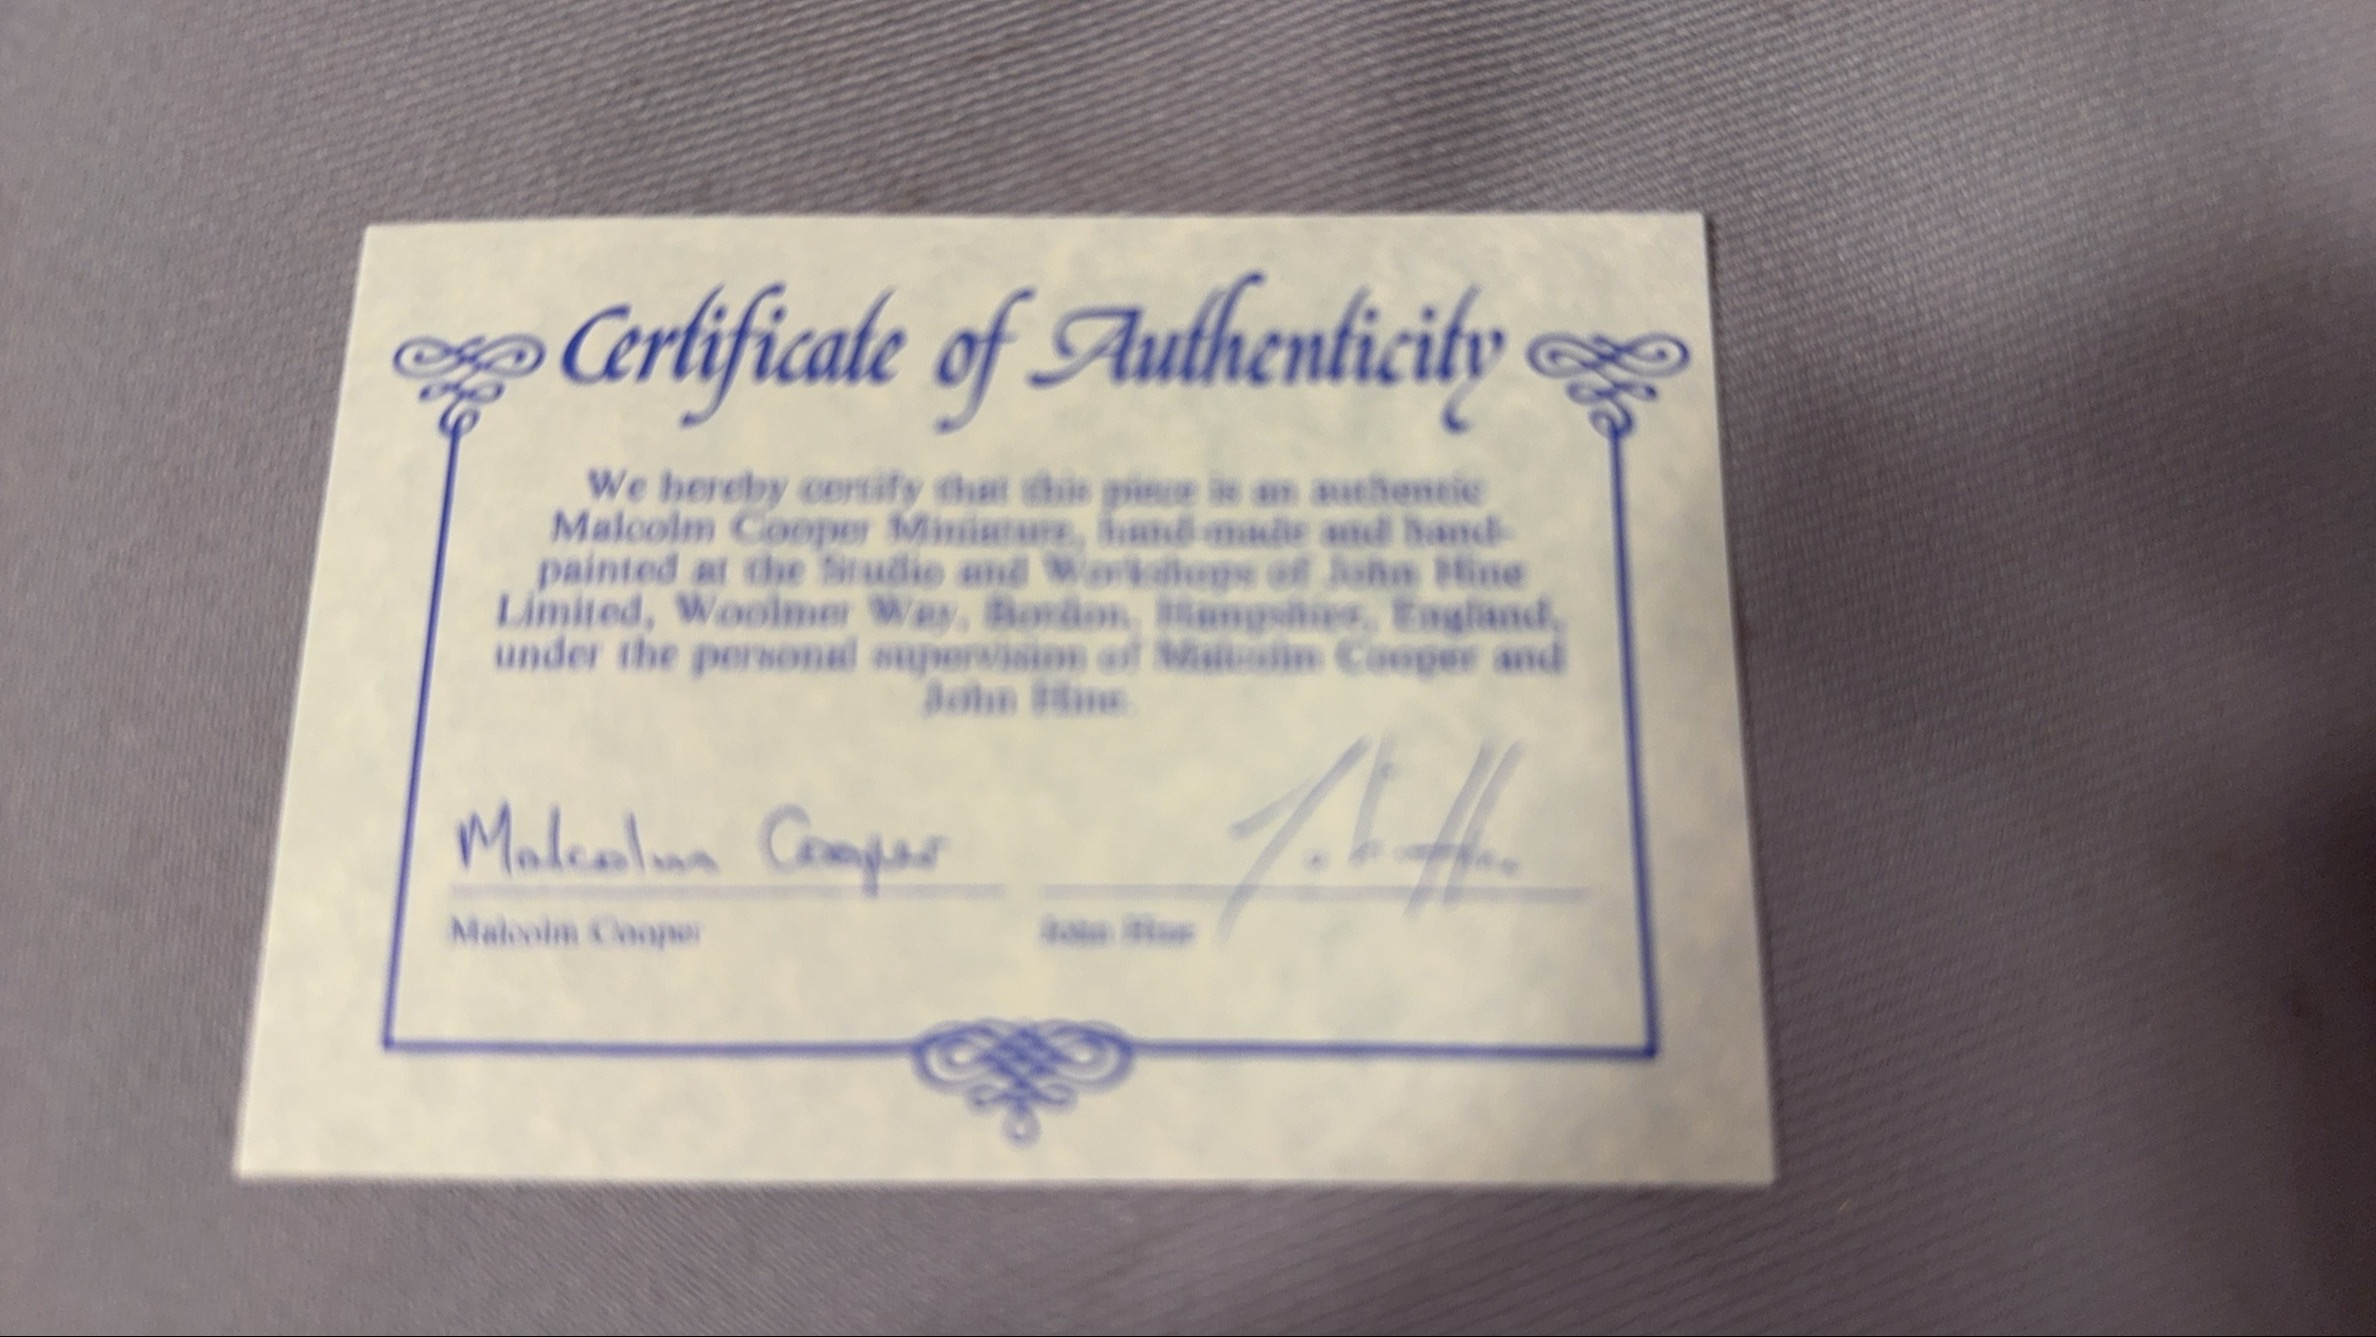 Certificate of Authenticity
We hereby certify that this piece is an authentic
Malcolm Cooper Miniature, hand-made and hand-
painted at the Studio and Workshops of John Hine
Limited, Woolmer Way, Bordon, Hampshire, England,
under the personal supervision of Malcolm Cooper and
John Hine.
Malcolm Cooper
John Hine
Malcolm Cooper
John Hine